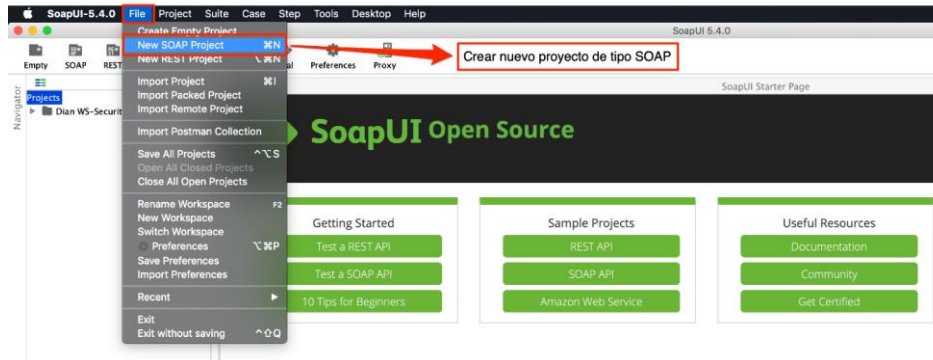 SoapUI-5.4.0 File Project Suite Case Step Tools Desktop Help
SoapUI 5.4.0
Create Empty Project
New SOAP Project ⌘N
New REST Project ⌥⌘N
Empty SOAP REST
Preferences Proxy
Crear nuevo proyecto de tipo SOAP
Navigator
Projects
Dian WS-Securit
Import Project ⌘I
Import Packed Project
Import Remote Project
Import Postman Collection
Save All Projects ^⌥S
Open All Closed Projects
Close All Open Projects
Rename Workspace F2
New Workspace
Switch Workspace
Preferences ⌥⌘P
Save Preferences
Import Preferences
Recent
Exit
Exit without saving ^⇧Q
SoapUI Starter Page
SoapUI Open Source
Getting Started
Test a REST API
Test a SOAP API
10 Tips for Beginners
Sample Projects
REST API
SOAP API
Amazon Web Service
Useful Resources
Documentation
Community
Get Certified